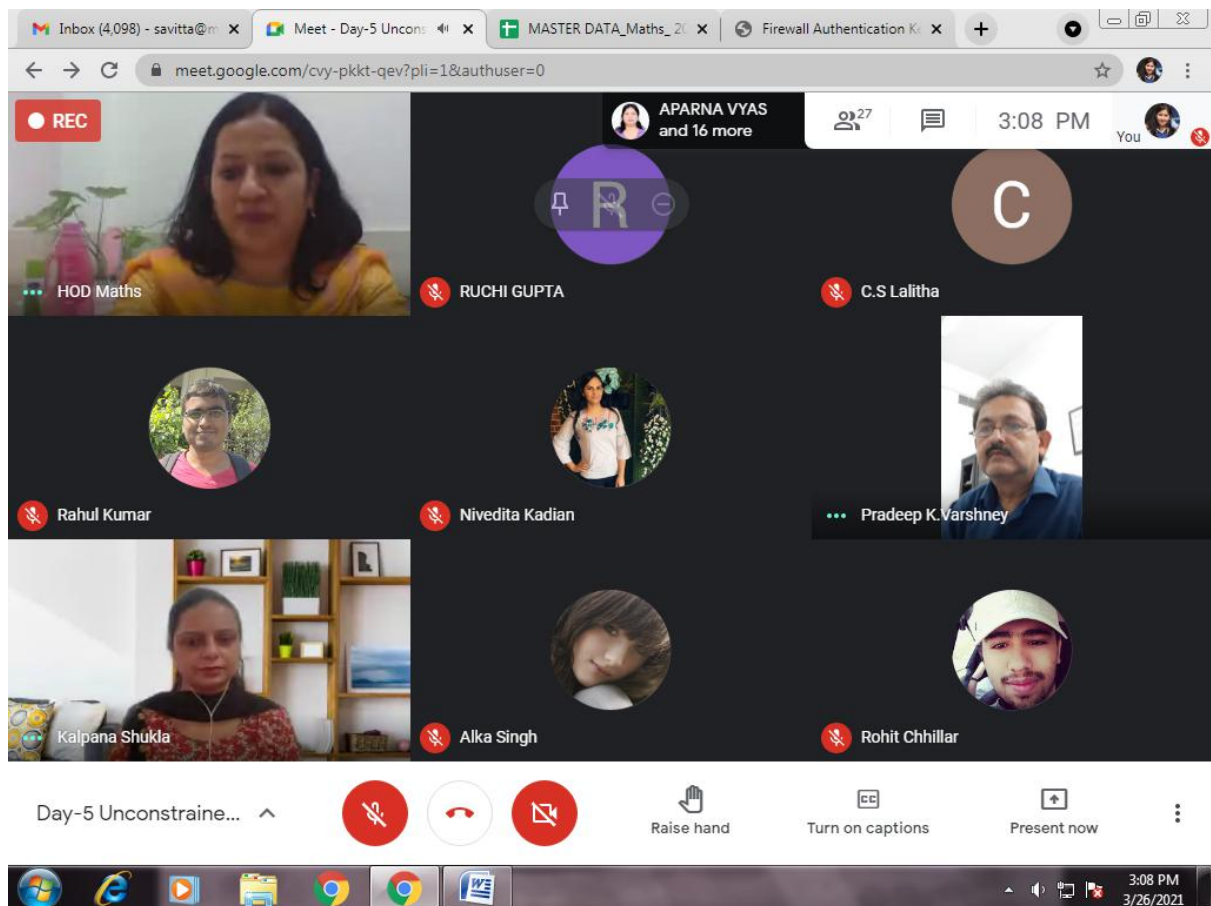 Inbox (4,098) - savitta@m
Meet - Day-5 Uncons
MASTER DATA_Maths_ 20
Firewall Authentication Ke
meet.google.com/cvy-pkkt-qev?pli=1&authuser=0
REC
APARNA VYAS
and 16 more
27
3:08 PM
You
R
C
HOD Maths
RUCHI GUPTA
C.S Lalitha
Rahul Kumar
Nivedita Kadian
Pradeep K.Varshney
Kalpana Shukla
Alka Singh
Rohit Chhillar
Day-5 Unconstraine...
Raise hand
CC
Turn on captions
Present now
3:08 PM
3/26/2021